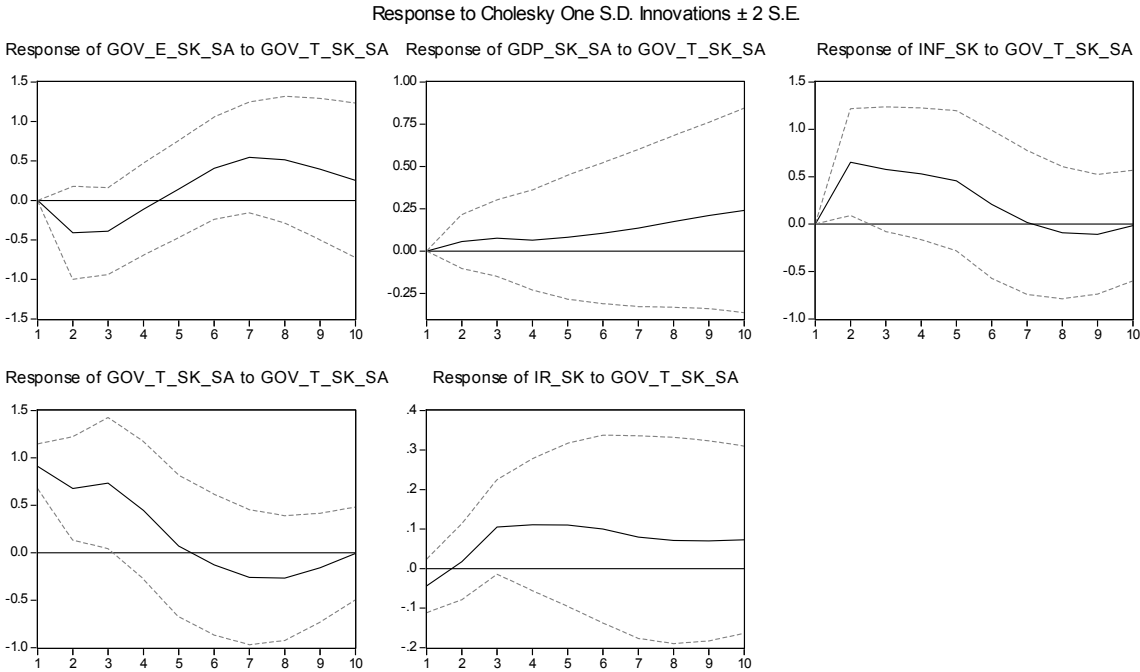 Response to Cholesky One S.D. Innovations ± 2 S.E.
Response of GOV_E_SK_SA to GOV_T_SK_SA
1.5
1.0
0.5
0.0
-0.5
-1.0
-1.5
1 2 3 4 5 6 7 8 9 10
Response of GDP_SK_SA to GOV_T_SK_SA
1.00
0.75
0.50
0.25
0.00
-0.25
1 2 3 4 5 6 7 8 9 10
Response of INF_SK to GOV_T_SK_SA
1.5
1.0
0.5
0.0
-0.5
-1.0
1 2 3 4 5 6 7 8 9 10
Response of GOV_T_SK_SA to GOV_T_SK_SA
1.5
1.0
0.5
0.0
-0.5
-1.0
1 2 3 4 5 6 7 8 9 10
Response of IR_SK to GOV_T_SK_SA
.4
.3
.2
.1
.0
-.1
-.2
1 2 3 4 5 6 7 8 9 10